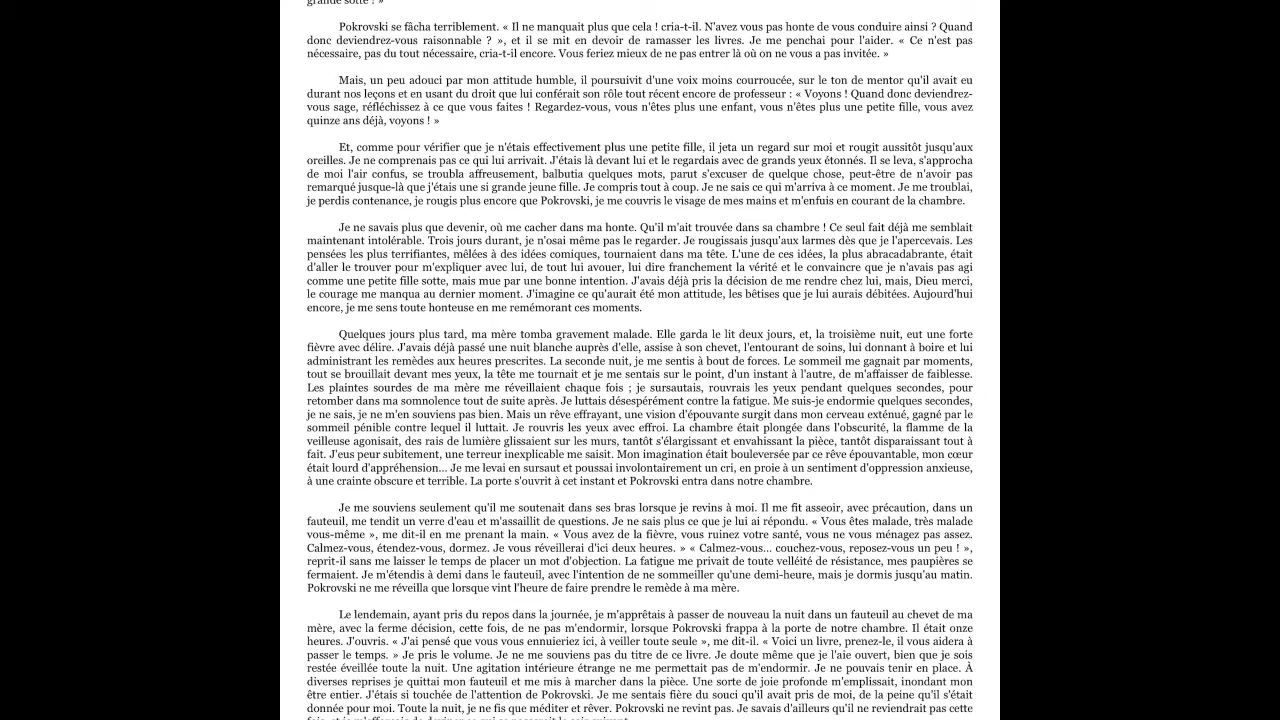 grande sotte ! »
Pokrovski se fâcha terriblement. « Il ne manquait plus que cela ! cria-t-il. N'avez vous pas honte de vous conduire ainsi ? Quand
donc deviendrez-vous raisonnable ? », et il se mit en devoir de ramasser les livres. Je me penchai pour l'aider. « Ce n'est pas
nécessaire, pas du tout nécessaire, cria-t-il encore. Vous feriez mieux de ne pas entrer là où on ne vous a pas invitée. »
Mais, un peu adouci par mon attitude humble, il poursuivit d'une voix moins courroucée, sur le ton de mentor qu'il avait eu
durant nos leçons et en usant du droit que lui conférait son rôle tout récent encore de professeur : « Voyons ! Quand donc deviendrez-
vous sage, réfléchissez à ce que vous faites ! Regardez-vous, vous n'êtes plus une enfant, vous n'êtes plus une petite fille, vous avez
quinze ans déjà, voyons ! »
Et, comme pour vérifier que je n'étais effectivement plus une petite fille, il jeta un regard sur moi et rougit aussitôt jusqu'aux
oreilles. Je ne comprenais pas ce qui lui arrivait. J'étais là devant lui et le regardais avec de grands yeux étonnés. Il se leva, s'approcha
de moi l'air confus, se troubla affreusement, balbutia quelques mots, parut s'excuser de quelque chose, peut-être de n'avoir pas
remarqué jusque-là que j'étais une si grande jeune fille. Je compris tout à coup. Je ne sais ce qui m'arriva à ce moment. Je me troublai,
je perdis contenance, je rougis plus encore que Pokrovski, je me couvris le visage de mes mains et m'enfuis en courant de la chambre.
Je ne savais plus que devenir, où me cacher dans ma honte. Qu'il m'ait trouvée dans sa chambre ! Ce seul fait déjà me semblait
maintenant intolérable. Trois jours durant, je n'osai même pas le regarder. Je rougissais jusqu'aux larmes dès que je l'apercevais. Les
pensées les plus terrifiantes, mêlées à des idées comiques, tournaient dans ma tête. L'une de ces idées, la plus abracadabrante, était
d'aller le trouver pour m'expliquer avec lui, de tout lui avouer, lui dire franchement la vérité et le convaincre que je n'avais pas agi
comme une petite fille sotte, mais mue par une bonne intention. J'avais déjà pris la décision de me rendre chez lui, mais, Dieu merci,
le courage me manqua au dernier moment. J'imagine ce qu'aurait été mon attitude, les bêtises que je lui aurais débitées. Aujourd'hui
encore, je me sens toute honteuse en me remémorant ces moments.
Quelques jours plus tard, ma mère tomba gravement malade. Elle garda le lit deux jours, et, la troisième nuit, eut une forte
fièvre avec délire. J'avais déjà passé une nuit blanche auprès d'elle, assise à son chevet, l'entourant de soins, lui donnant à boire et lui
administrant les remèdes aux heures prescrites. La seconde nuit, je me sentis à bout de forces. Le sommeil me gagnait par moments,
tout se brouillait devant mes yeux, la tête me tournait et je me sentais sur le point, d'un instant à l'autre, de m'affaisser de faiblesse.
Les plaintes sourdes de ma mère me réveillaient chaque fois ; je sursautais, rouvrais les yeux pendant quelques secondes, pour
retomber dans ma somnolence tout de suite après. Je luttais désespérément contre la fatigue. Me suis-je endormie quelques secondes,
je ne sais, je ne m'en souviens pas bien. Mais un rêve effrayant, une vision d'épouvante surgit dans mon cerveau exténué, gagné par le
sommeil pénible contre lequel il luttait. Je rouvris les yeux avec effroi. La chambre était plongée dans l'obscurité, la flamme de la
veilleuse agonisait, des rais de lumière glissaient sur les murs, tantôt s'élargissant et envahissant la pièce, tantôt disparaissant tout à
fait. J'eus peur subitement, une terreur inexplicable me saisit. Mon imagination était bouleversée par ce rêve épouvantable, mon cœur
était lourd d'appréhension... Je me levai en sursaut et poussai involontairement un cri, en proie à un sentiment d'oppression anxieuse,
à une crainte obscure et terrible. La porte s'ouvrit à cet instant et Pokrovski entra dans notre chambre.
Je me souviens seulement qu'il me soutenait dans ses bras lorsque je revins à moi. Il me fit asseoir, avec précaution, dans un
fauteuil, me tendit un verre d'eau et m'assaillit de questions. Je ne sais plus ce que je lui ai répondu. « Vous êtes malade, très malade
vous-même », me dit-il en me prenant la main. « Vous avez de la fièvre, vous ruinez votre santé, vous ne vous ménagez pas assez.
Calmez-vous, étendez-vous, dormez. Je vous réveillerai d'ici deux heures. » « Calmez-vous... couchez-vous, reposez-vous un peu ! »,
reprit-il sans me laisser le temps de placer un mot d'objection. La fatigue me privait de toute velléité de résistance, mes paupières se
fermaient. Je m'étendis à demi dans le fauteuil, avec l'intention de ne sommeiller qu'une demi-heure, mais je dormis jusqu'au matin.
Pokrovski ne me réveilla que lorsque vint l'heure de faire prendre le remède à ma mère.
Le lendemain, ayant pris du repos dans la journée, je m'apprêtais à passer de nouveau la nuit dans un fauteuil au chevet de ma
mère, avec la ferme décision, cette fois, de ne pas m'endormir, lorsque Pokrovski frappa à la porte de notre chambre. Il était onze
heures. J'ouvris. « J'ai pensé que vous vous ennuieriez ici, à veiller toute seule », me dit-il. « Voici un livre, prenez-le, il vous aidera à
passer le temps. » Je pris le volume. Je ne me souviens pas du titre de ce livre. Je doute même que je l'aie ouvert, bien que je sois
restée éveillée toute la nuit. Une agitation intérieure étrange ne me permettait pas de m'endormir. Je ne pouvais tenir en place. À
diverses reprises je quittai mon fauteuil et me mis à marcher dans la pièce. Une sorte de joie profonde m'emplissait, inondant mon
être entier. J'étais si touchée de l'attention de Pokrovski. Je me sentais fière du souci qu'il avait pris de moi, de la peine qu'il s'était
donnée pour moi. Toute la nuit, je ne fis que méditer et rêver. Pokrovski ne revint pas. Je savais d'ailleurs qu'il ne reviendrait pas cette